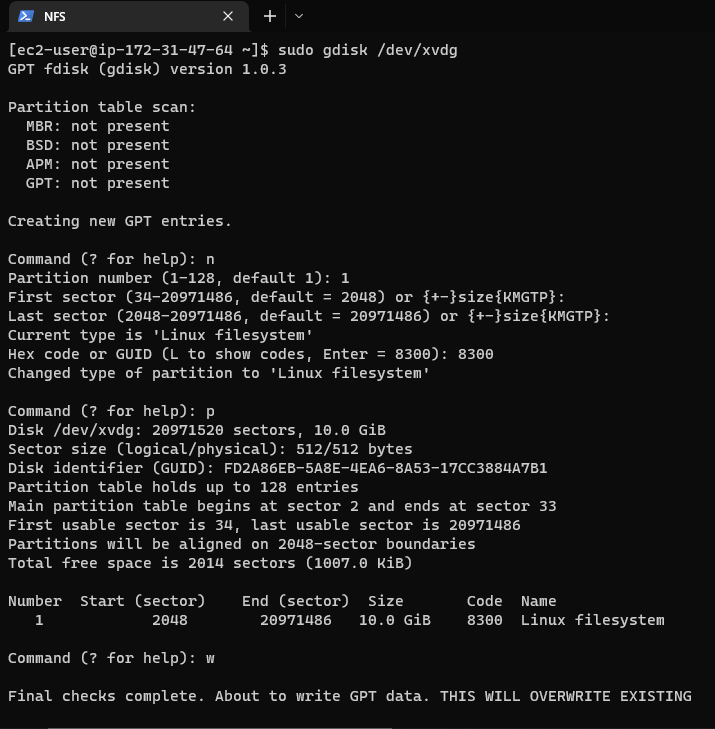 NFS
[ec2-user@ip-172-31-47-64 ~]$ sudo gdisk /dev/xvdg
GPT fdisk (gdisk) version 1.0.3
Partition table scan:
  MBR: not present
  BSD: not present
  APM: not present
  GPT: not present
Creating new GPT entries.
Command (? for help): n
Partition number (1-128, default 1): 1
First sector (34-20971486, default = 2048) or {+-}size{KMGTP}:
Last sector (2048-20971486, default = 20971486) or {+-}size{KMGTP}:
Current type is 'Linux filesystem'
Hex code or GUID (L to show codes, Enter = 8300): 8300
Changed type of partition to 'Linux filesystem'
Command (? for help): p
Disk /dev/xvdg: 20971520 sectors, 10.0 GiB
Sector size (logical/physical): 512/512 bytes
Disk identifier (GUID): FD2A86EB-5A8E-4EA6-8A53-17CC3884A7B1
Partition table holds up to 128 entries
Main partition table begins at sector 2 and ends at sector 33
First usable sector is 34, last usable sector is 20971486
Partitions will be aligned on 2048-sector boundaries
Total free space is 2014 sectors (1007.0 KiB)
Number  Start (sector)    End (sector)  Size       Code  Name
   1            2048        20971486   10.0 GiB    8300  Linux filesystem
Command (? for help): w
Final checks complete. About to write GPT data. THIS WILL OVERWRITE EXISTING